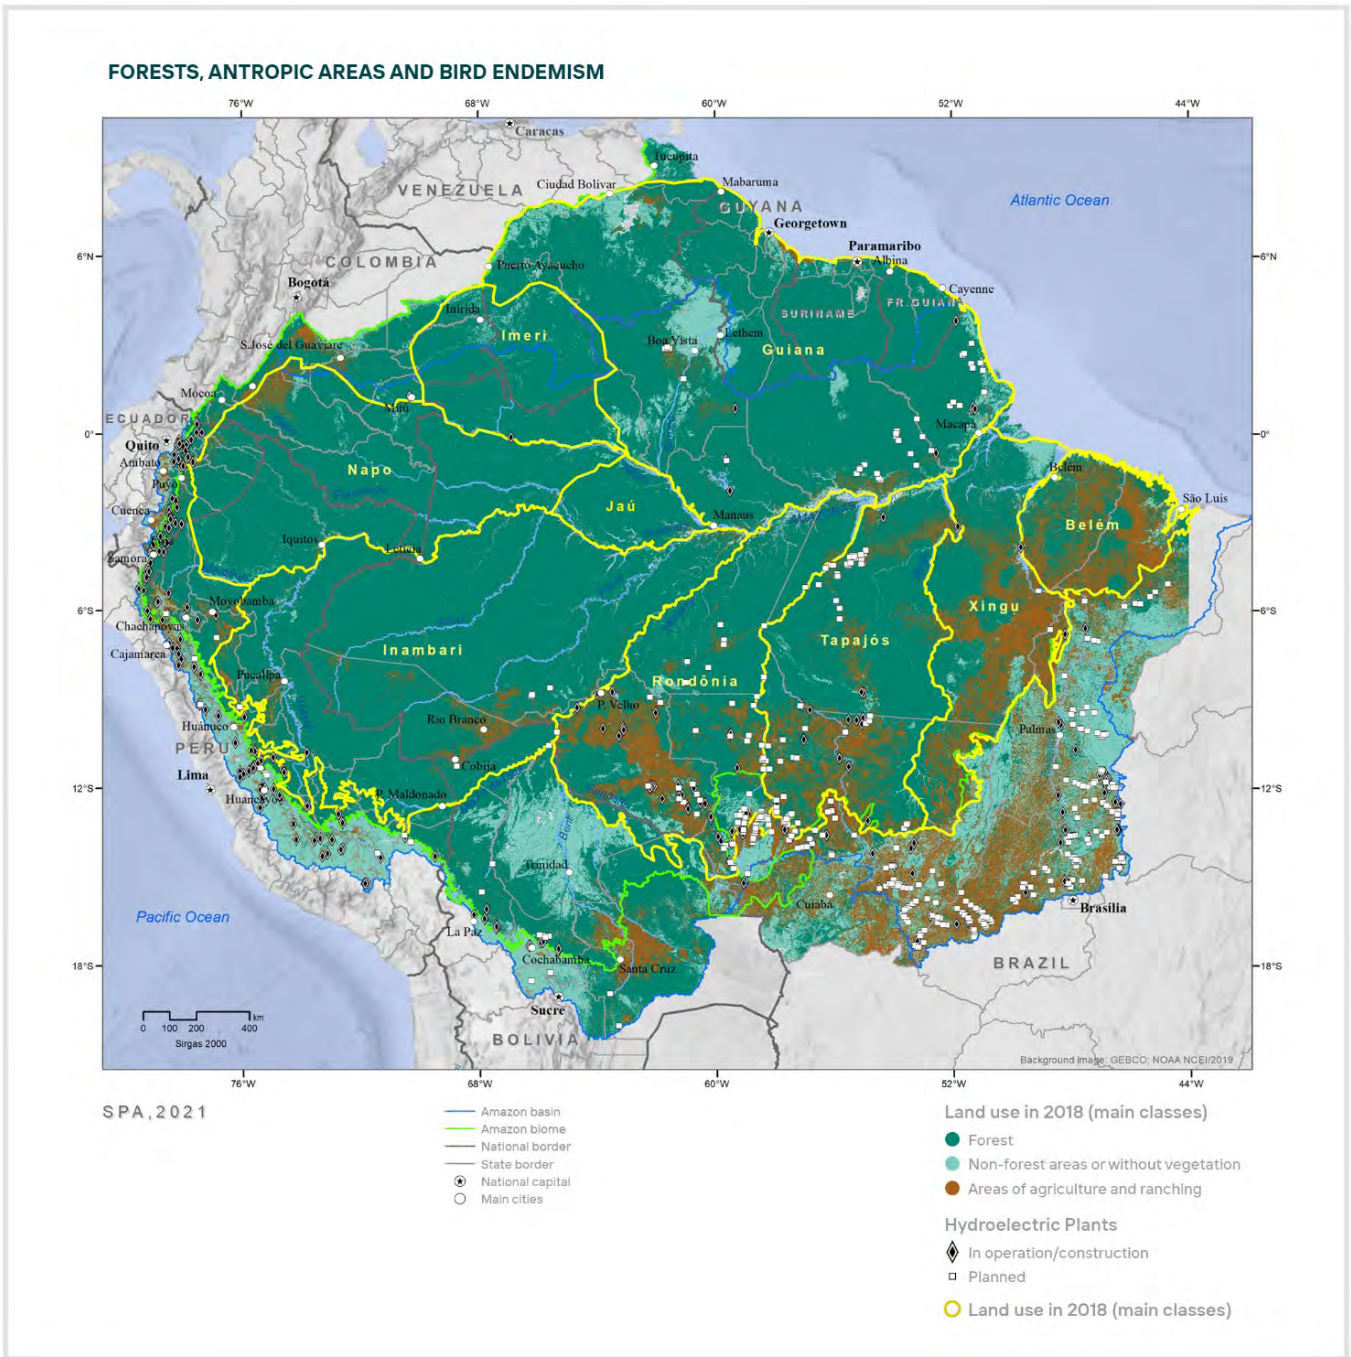 FORESTS, ANTROPIC AREAS AND BIRD ENDEMISM
76°W 68°W 60°W 52°W 44°W
Caracas
Tucupita
VENEZUELA
Ciudad Bolivar
Mabaruma
GUYANA
Atlantic Ocean
Georgetown
Paramaribo
6°N
6°N
COLOMBIA
Puerto Ayacucho
Albina
Bogotá
Cayenne
Inirida
FR.GUIANA
SURINAME
Imeri
Lethem
S.José del Guaviare
Boa Vista
Guiana
Mocoa
Mitú
ECUADOR
Macapa
0°
0°
Quito
Ambato
Napo
Belém
Puyo
São Luis
Jaú
Cuenca
Manaus
Belém
Iquitos
Leticia
Zamora
Moyobamba
6°S
6°S
Xingu
Chachapoyas
Tapajós
Cajamarca
Inambari
Pucallpa
Rondônia
P. Velho
Rio Branco
Huánuco
Palmas
PERU
Lima
Cobija
12°S
12°S
Huancayo
P. Maldonado
Beni
Trinidad
Cuiabá
Brasília
Pacific Ocean
La Paz
Cochabamba
BRAZIL
18°S
18°S
Santa Cruz
Sucre
km
0 100 200 400
Sirgas 2000
BOLIVIA
Background image: GEBCO; NOAA NCEI/2019
76°W 68°W 60°W 52°W 44°W
SPA,2021
Amazon basin
Amazon biome
National border
State border
National capital
Main cities
Land use in 2018 (main classes)
Forest
Non-forest areas or without vegetation
Areas of agriculture and ranching
Hydroelectric Plants
In operation/construction
Planned
Land use in 2018 (main classes)